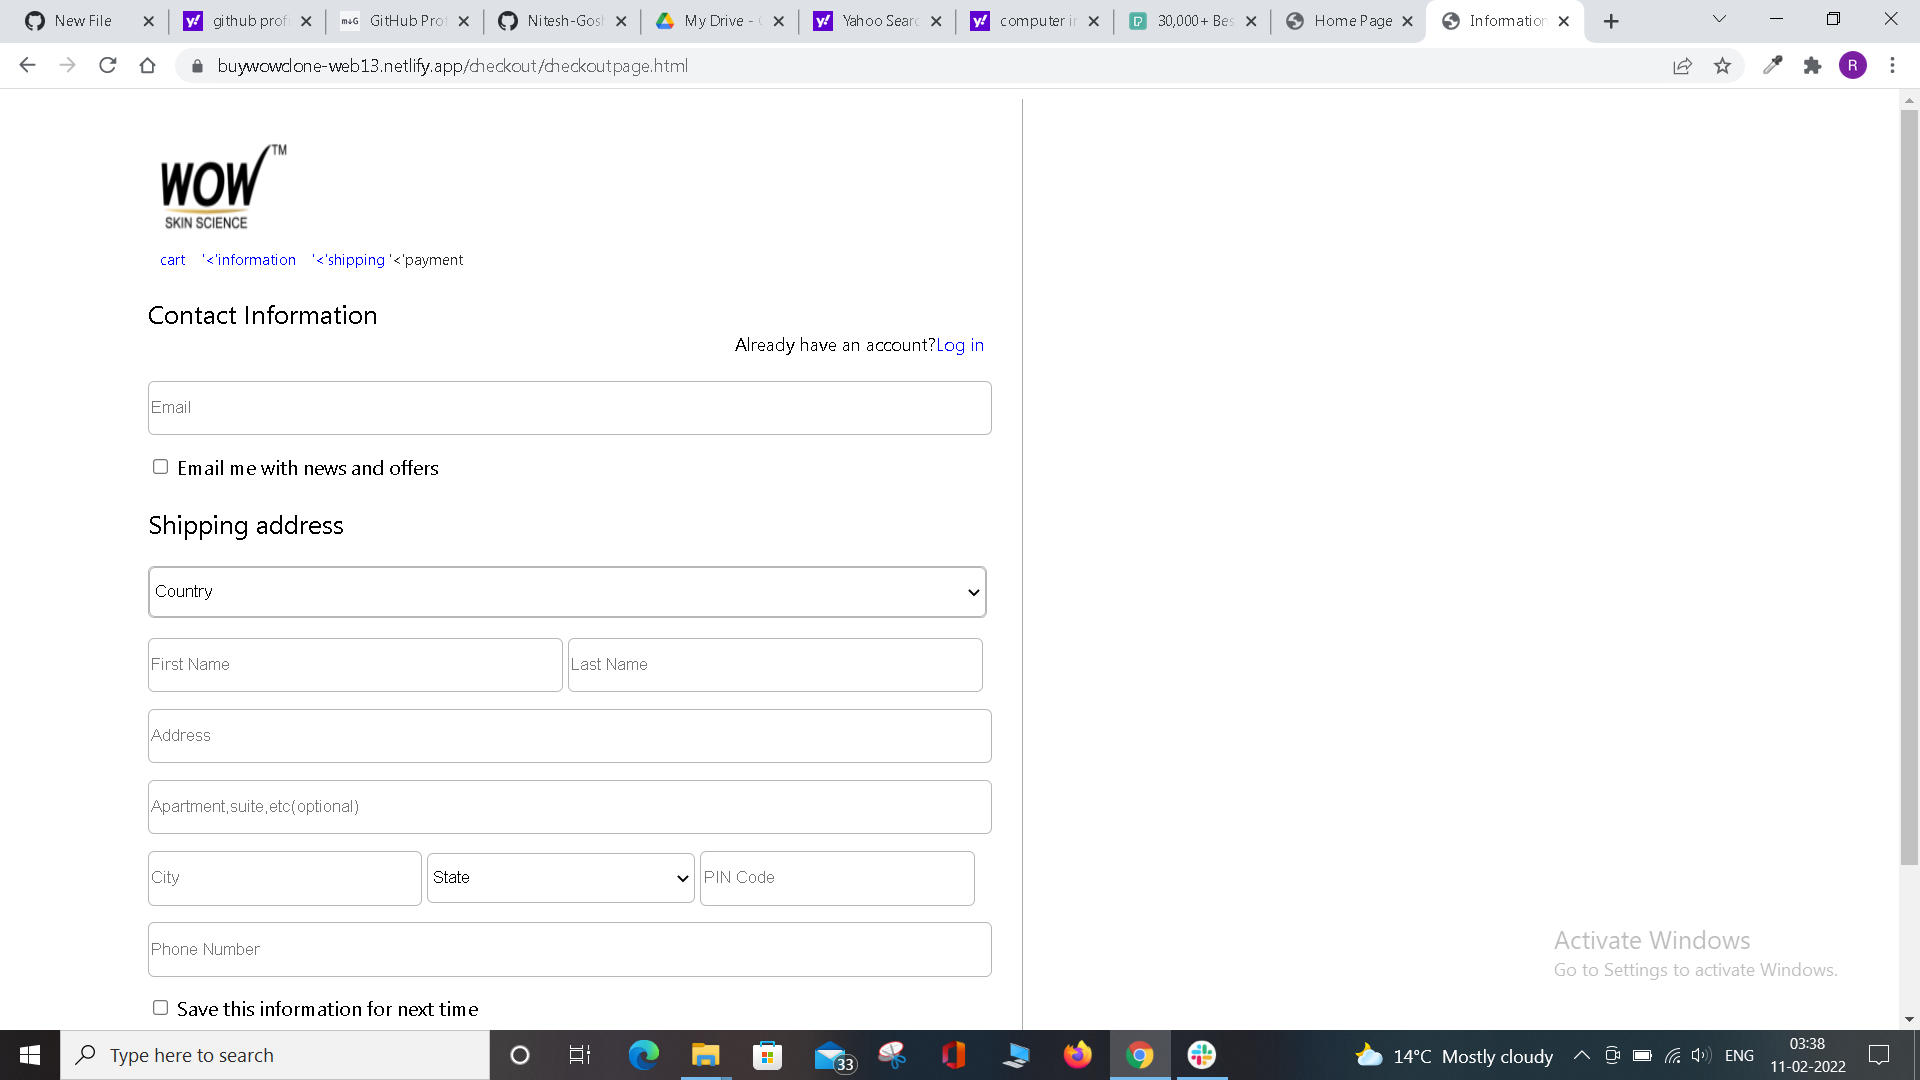 New File
github prof
M↓G GitHub Prof
Nitesh-Gosh
My Drive -
Yahoo Searc
computer i
30,000+ Bes
Home Page
Information
buywowclone-web13.netlify.app/checkout/checkoutpage.html
R
WOW TM
SKIN SCIENCE
cart '<'information '<'shipping '<'payment
Contact Information
Already have an account?Log in
Email
Email me with news and offers
Shipping address
Country
First Name Last Name
Address
Apartment,suite,etc(optional)
City State PIN Code
Phone Number
Save this information for next time
Activate Windows
Go to Settings to activate Windows.
Type here to search
33
14°C Mostly cloudy
ENG
03:38
11-02-2022